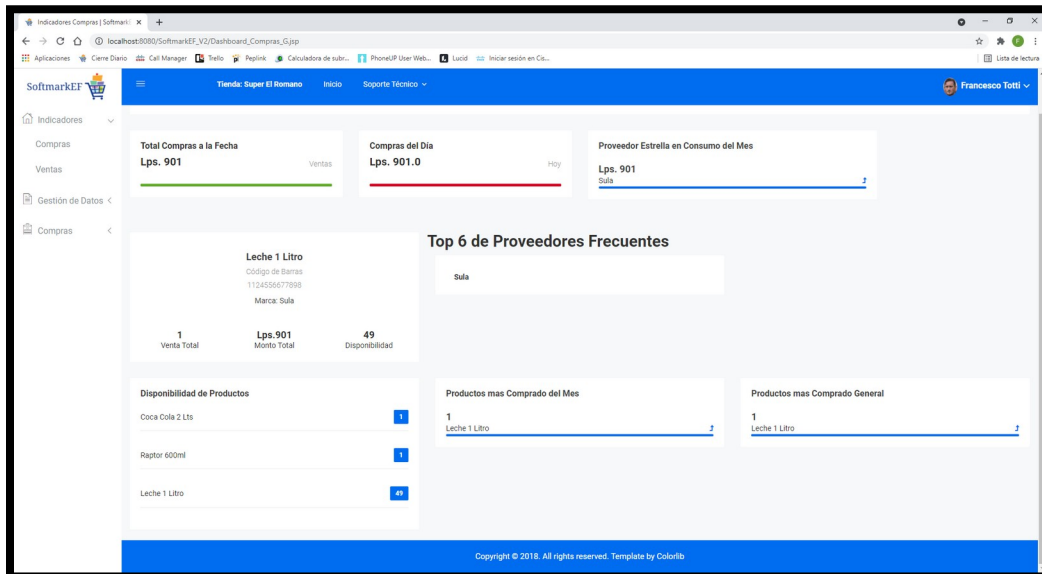 Indicadores Compras | Softmark
localhost:8080/SoftmarkEF_V2/Dashboard_Compras_G.jsp
F
Aplicaciones Cierre Diario Call Manager Trello Peplink Calculadora de subr... PhoneUP User Web... Lucid Iniciar sesión en Cis... Lista de lectura
SoftmarkEF
Tienda: Super El Romano Inicio Soporte Técnico Francesco Totti
Indicadores
Compras
Ventas
Gestión de Datos
Compras
Total Compras a la Fecha
Lps. 901 Ventas
Compras del Día
Lps. 901.0 Hoy
Proveedor Estrella en Consumo del Mes
Lps. 901
Sula
Leche 1 Litro
Código de Barras
1124556677898
Marca: Sula
1 Lps.901 49
Venta Total Monto Total Disponibilidad
Top 6 de Proveedores Frecuentes
Sula
Disponibilidad de Productos
Coca Cola 2 Lts 1
Raptor 600ml 1
Leche 1 Litro 49
Productos mas Comprado del Mes
1
Leche 1 Litro
Productos mas Comprado General
1
Leche 1 Litro
Copyright © 2018. All rights reserved. Template by Colorlib